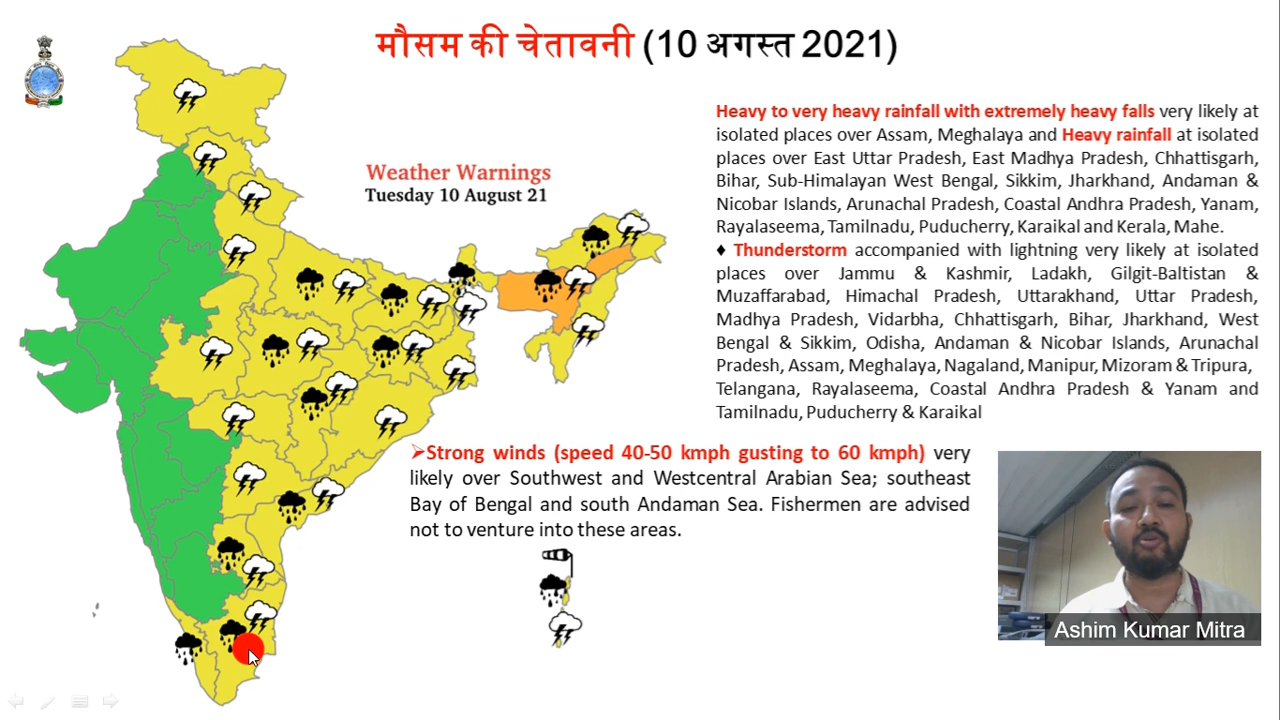 मौसम की चेतावनी (10 अगस्त 2021)
Weather Warnings
Tuesday 10 August 21
Heavy to very heavy rainfall with extremely heavy falls very likely at
isolated places over Assam, Meghalaya and Heavy rainfall at isolated
places over East Uttar Pradesh, East Madhya Pradesh, Chhattisgarh,
Bihar, Sub-Himalayan West Bengal, Sikkim, Jharkhand, Andaman &
Nicobar Islands, Arunachal Pradesh, Coastal Andhra Pradesh, Yanam,
Rayalaseema, Tamilnadu, Puducherry, Karaikal and Kerala, Mahe.
♦ Thunderstorm accompanied with lightning very likely at isolated
places over Jammu & Kashmir, Ladakh, Gilgit-Baltistan &
Muzaffarabad, Himachal Pradesh, Uttarakhand, Uttar Pradesh,
Madhya Pradesh, Vidarbha, Chhattisgarh, Bihar, Jharkhand, West
Bengal & Sikkim, Odisha, Andaman & Nicobar Islands, Arunachal
Pradesh, Assam, Meghalaya, Nagaland, Manipur, Mizoram & Tripura,
Telangana, Rayalaseema, Coastal Andhra Pradesh & Yanam and
Tamilnadu, Puducherry & Karaikal
➢Strong winds (speed 40-50 kmph gusting to 60 kmph) very
likely over Southwest and Westcentral Arabian Sea; southeast
Bay of Bengal and south Andaman Sea. Fishermen are advised
not to venture into these areas.
Ashim Kumar Mitra